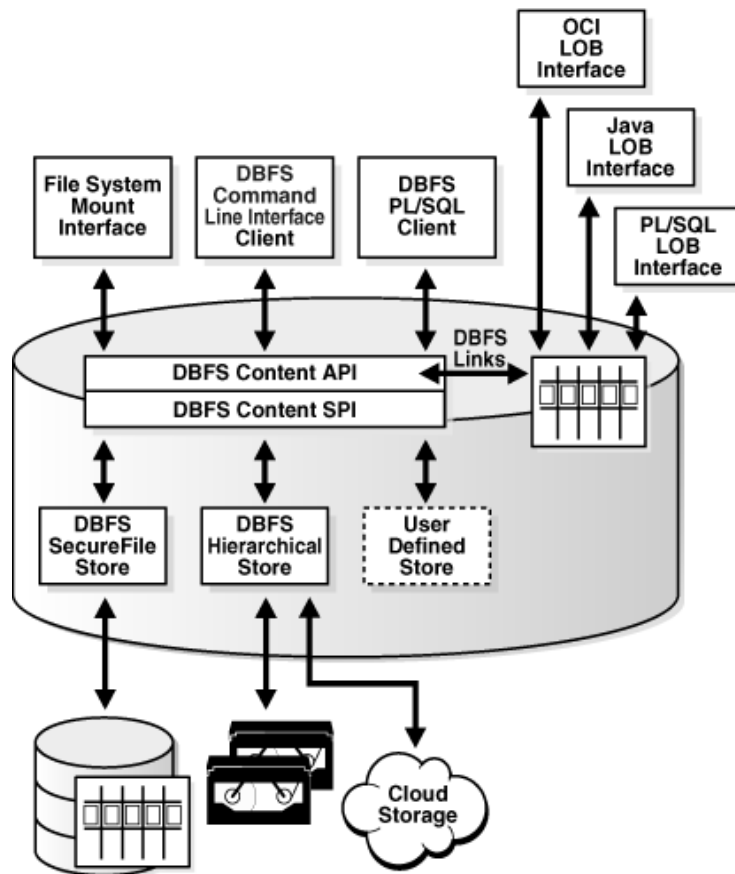 OCI
LOB
Interface
Java
LOB
Interface
PL/SQL
LOB
Interface
File System
Mount
Interface
DBFS
Command
Line Interface
Client
DBFS
PL/SQL
Client
DBFS
Links
DBFS Content API
DBFS Content SPI
DBFS
SecureFile
Store
DBFS
Hierarchical
Store
User
Defined
Store
Cloud
Storage